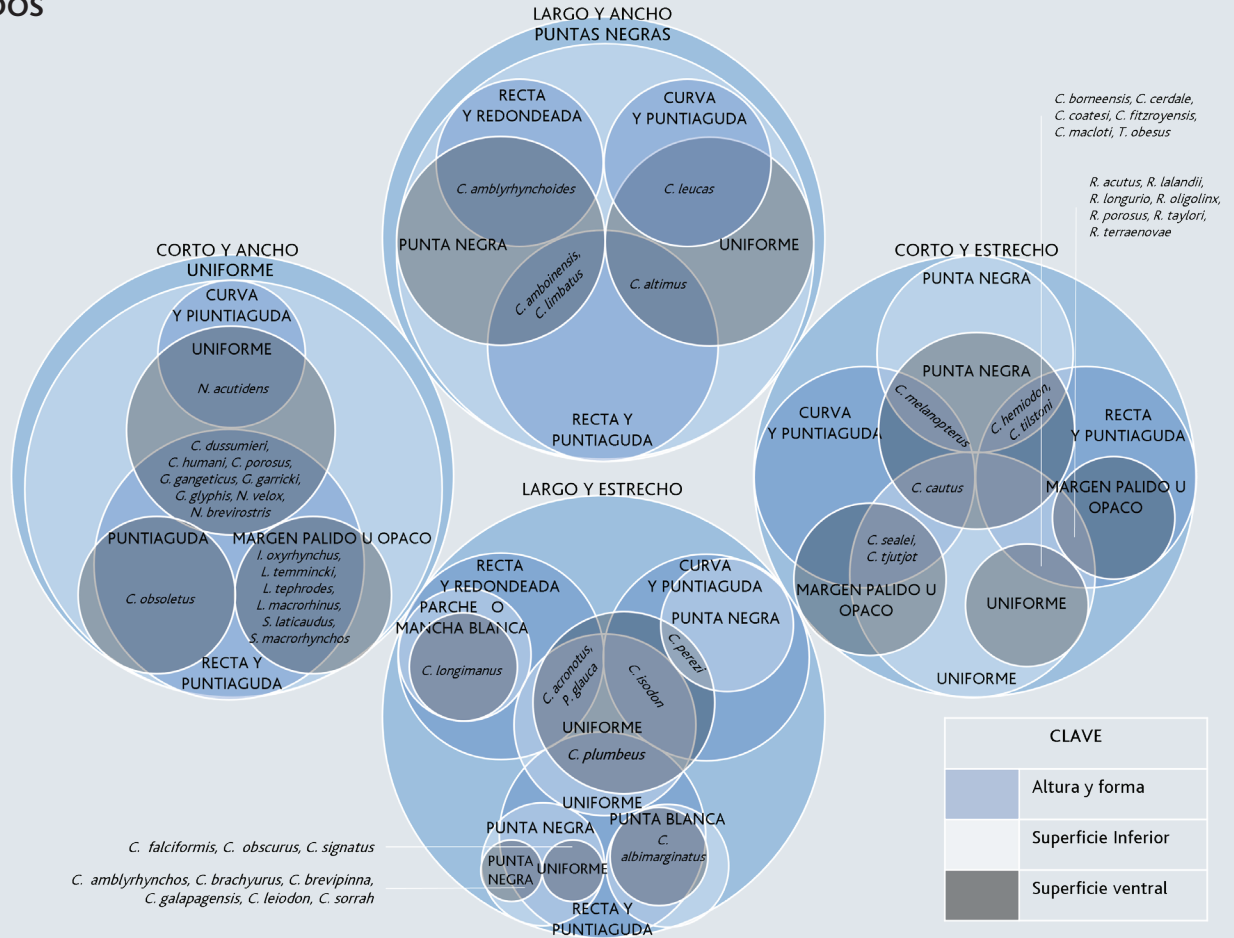 DOS
LARGO Y ANCHO
PUNTAS NEGRAS
RECTA
Y REDONDEADA
CURVA
Y PUNTIAGUDA
C. amblyrhynchoides
C. leucas
PUNTA NEGRA
UNIFORME
C. amboinensis,
C. limbatus
C. altimus
RECTA Y
PUNTIAGUDA
C. borneensis, C. cerdale,
C. coatesi, C. fitzroyensis,
C. macloti, T. obesus
R. acutus, R. lalandii,
R. longurio, R. oligolinx,
R. porosus, R. taylori,
R. terraenovae
CORTO Y ANCHO
UNIFORME
CURVA
Y PIUNTIAGUDA
UNIFORME
N. acutidens
C. dussumieri,
C. humani, C. porosus,
G. gangeticus, G. garricki,
G. glyphis, N. velox,
N. brevirostris
PUNTIAGUDA
MARGEN PALIDO U OPACO
C. obsoletus
I. oxyrhynchus,
L. temmincki,
L. tephrodes,
L. macrorhinus,
S. laticaudus,
S. macrorhynchos
RECTA Y
PUNTIAGUDA
CORTO Y ESTRECHO
PUNTA NEGRA
PUNTA NEGRA
C. melanopterus
C. hemiodon,
C. tilstoni
CURVA
Y PUNTIAGUDA
RECTA
Y PUNTIAGUDA
C. cautus
MARGEN PALIDO U
OPACO
C. sealei,
C. tjutjot
MARGEN PALIDO U
OPACO
UNIFORME
UNIFORME
LARGO Y ESTRECHO
RECTA
Y REDONDEADA
CURVA
Y PUNTIAGUDA
PARCHE O
MANCHA BLANCA
PUNTA NEGRA
C. longimanus
C. acronotus,
P. glauca
C. isodon
C. perezi
UNIFORME
C. plumbeus
UNIFORME
PUNTA NEGRA
PUNTA BLANCA
C.
albimarginatus
PUNTA
NEGRA
UNIFORME
RECTA Y
PUNTIAGUDA
C. falciformis, C. obscurus, C. signatus
C. amblyrhynchos, C. brachyurus, C. brevipinna,
C. galapagensis, C. leiodon, C. sorrah
CLAVE
Altura y forma
Superficie Inferior
Superficie ventral